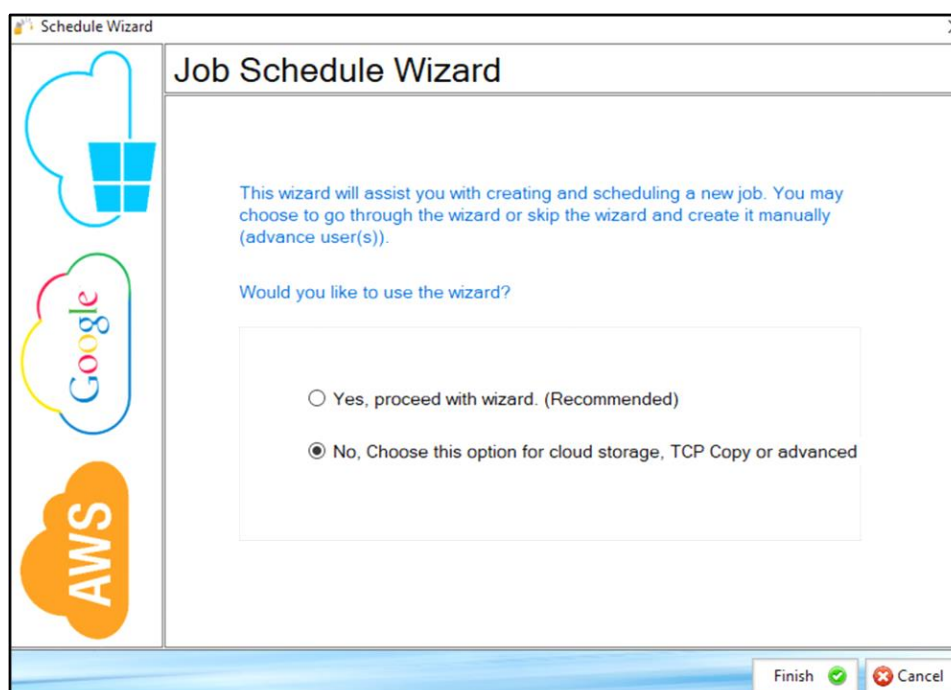 Schedule Wizard
Job Schedule Wizard
This wizard will assist you with creating and scheduling a new job. You may
choose to go through the wizard or skip the wizard and create it manually
(advance user(s)).
Would you like to use the wizard?
Google
Yes, proceed with wizard. (Recommended)
No, Choose this option for cloud storage, TCP Copy or advanced
AWS
Finish
Cancel